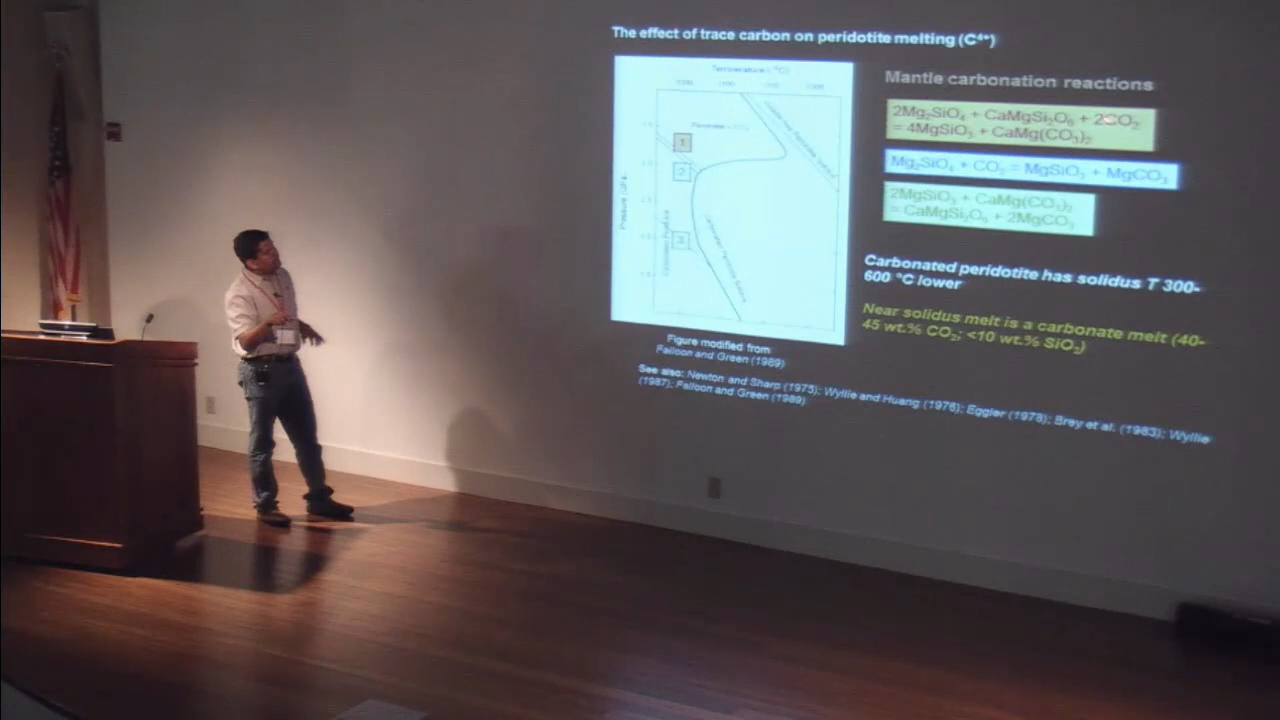 The effect of trace carbon on peridotite melting (C⁴⁺)
Temperature (°C)
Pressure (GPa)
1
2
3
Mantle carbonation reactions
2Mg₂SiO₄ + CaMgSi₂O₆ + 2CO₂
= 4MgSiO₃ + CaMg(CO₃)₂
Mg₂SiO₄ + CO₂ = MgSiO₃ + MgCO₃
2MgSiO₃ + CaMg(CO₃)₂
= CaMgSi₂O₆ + 2MgCO₃
Carbonated peridotite has solidus T 300-
600 °C lower
Near solidus melt is a carbonate melt (40-
45 wt.% CO₂; <10 wt.% SiO₂)
Figure modified from
Falloon and Green (1989)
See also: Newton and Sharp (1975); Wyllie and Huang (1976); Eggler (1978); Brey et al. (1983); Wyllie
(1987); Falloon and Green (1989)